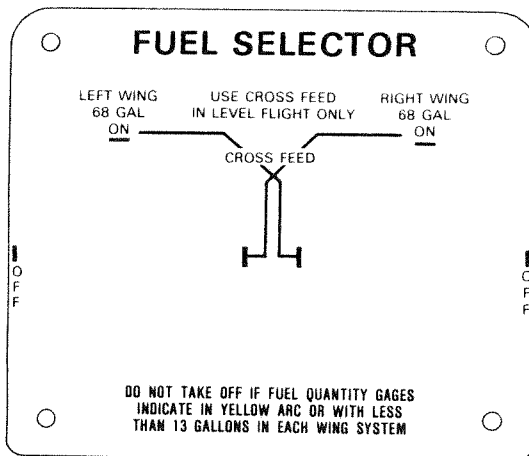 FUEL SELECTOR
LEFT WING
68 GAL
ON
USE CROSS FEED
IN LEVEL FLIGHT ONLY
RIGHT WING
68 GAL
ON
CROSS FEED
OFF
OFF
DO NOT TAKE OFF IF FUEL QUANTITY GAGES
INDICATE IN YELLOW ARC OR WITH LESS
THAN 13 GALLONS IN EACH WING SYSTEM